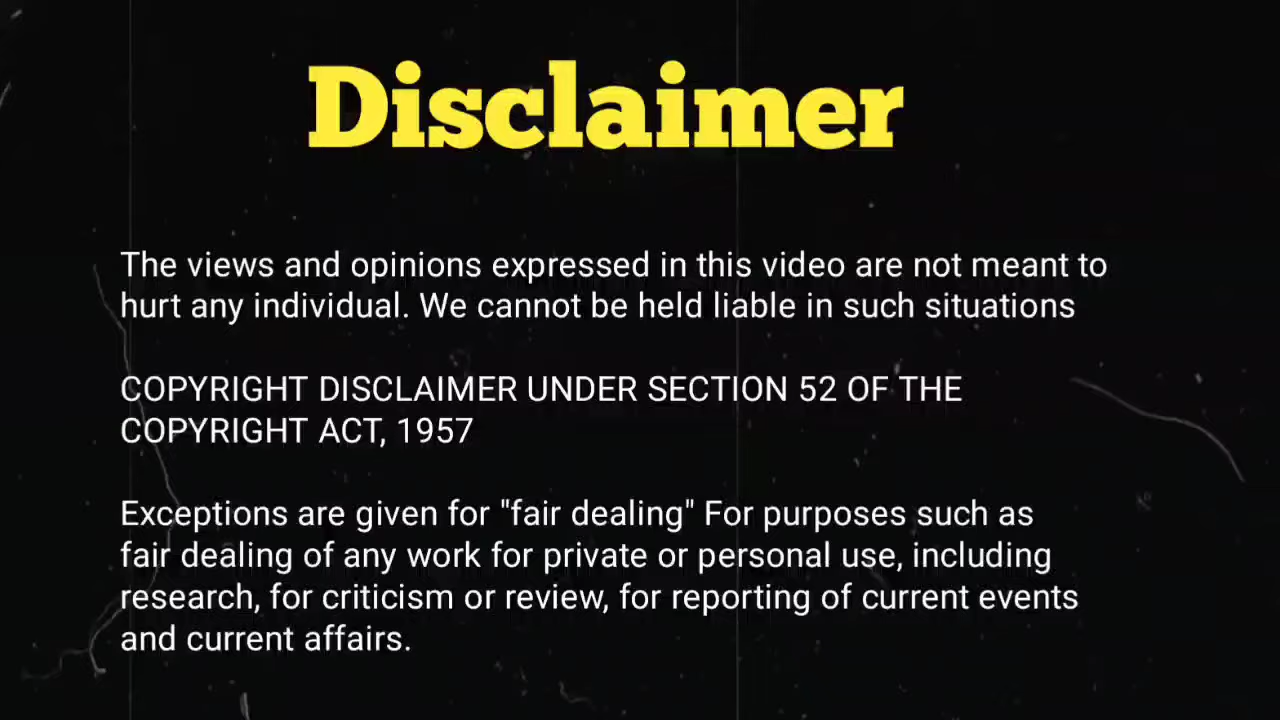 Disclaimer
The views and opinions expressed in this video are not meant to
hurt any individual. We cannot be held liable in such situations
COPYRIGHT DISCLAIMER UNDER SECTION 52 OF THE
COPYRIGHT ACT, 1957
Exceptions are given for "fair dealing" For purposes such as
fair dealing of any work for private or personal use, including
research, for criticism or review, for reporting of current events
and current affairs.